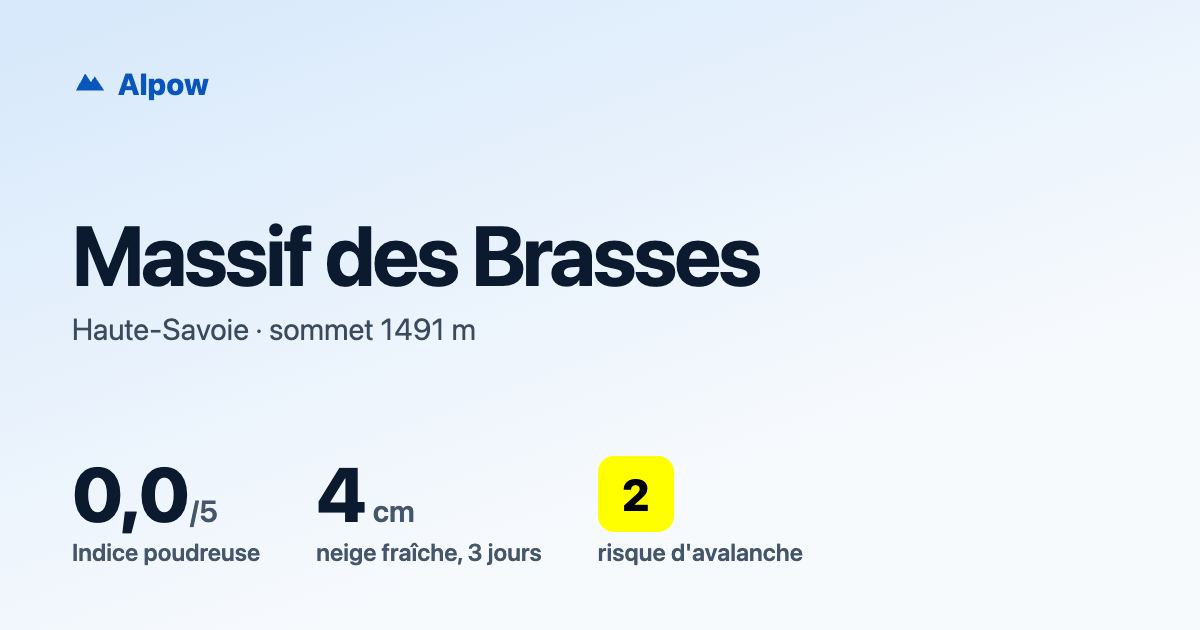 Alpow
Massif des Brasses
Haute-Savoie · sommet 1491 m
0,0/5
Indice poudreuse
4 cm
neige fraîche, 3 jours
2
risque d'avalanche